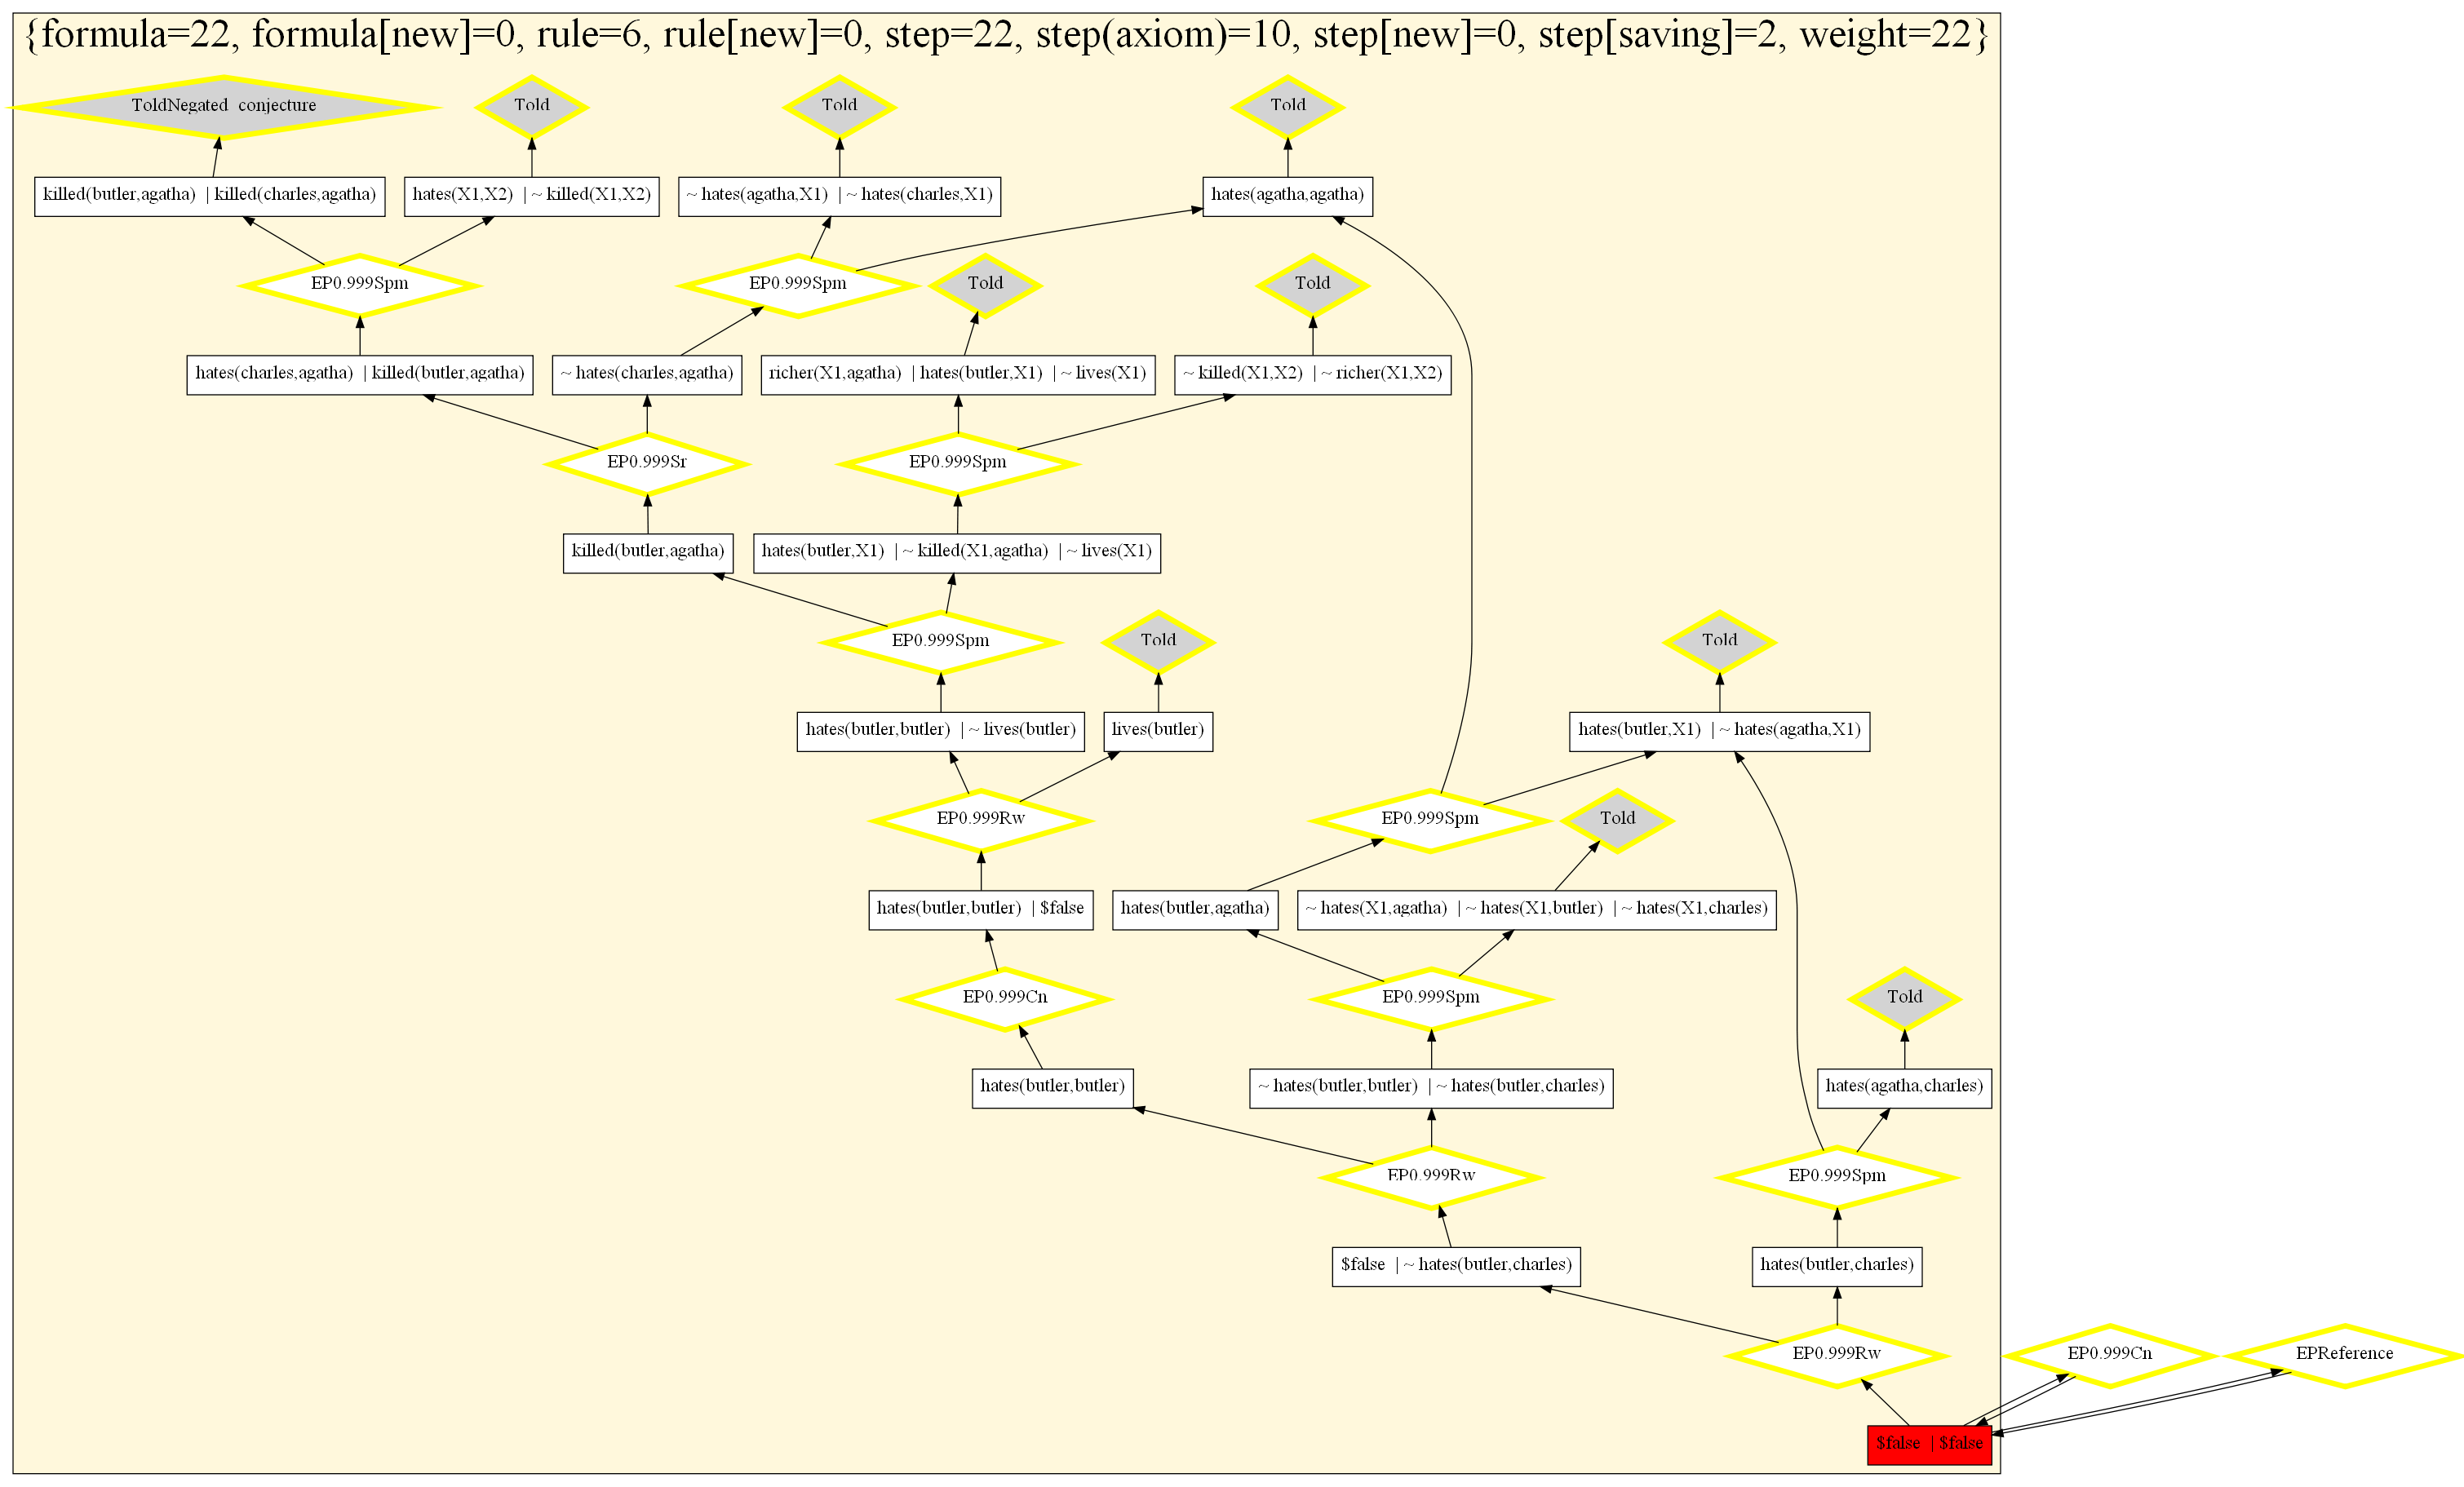 {formula=22, formula[new]=0, rule=6, rule[new]=0, step=22, step(axiom)=10, step[new]=0, step[saving]=2, weight=22}
ToldNegated_conjecture
Told
Told
Told
killed(butler,agatha) | killed(charles,agatha)
hates(X1,X2) | ~ killed(X1,X2)
~ hates(agatha,X1) | ~ hates(charles,X1)
hates(agatha,agatha)
EP0.999Spm
EP0.999Spm
Told
Told
hates(charles,agatha) | killed(butler,agatha)
~ hates(charles,agatha)
richer(X1,agatha) | hates(butler,X1) | ~ lives(X1)
~ killed(X1,X2) | ~ richer(X1,X2)
EP0.999Sr
EP0.999Spm
killed(butler,agatha)
hates(butler,X1) | ~ killed(X1,agatha) | ~ lives(X1)
EP0.999Spm
Told
Told
hates(butler,butler) | ~ lives(butler)
lives(butler)
hates(butler,X1) | ~ hates(agatha,X1)
EP0.999Rw
EP0.999Spm
Told
hates(butler,butler) | $false
hates(butler,agatha)
~ hates(X1,agatha) | ~ hates(X1,butler) | ~ hates(X1,charles)
EP0.999Cn
EP0.999Spm
Told
hates(butler,butler)
~ hates(butler,butler) | ~ hates(butler,charles)
hates(agatha,charles)
EP0.999Rw
EP0.999Spm
$false | ~ hates(butler,charles)
hates(butler,charles)
EP0.999Rw
EP0.999Cn
EPReference
$false | $false